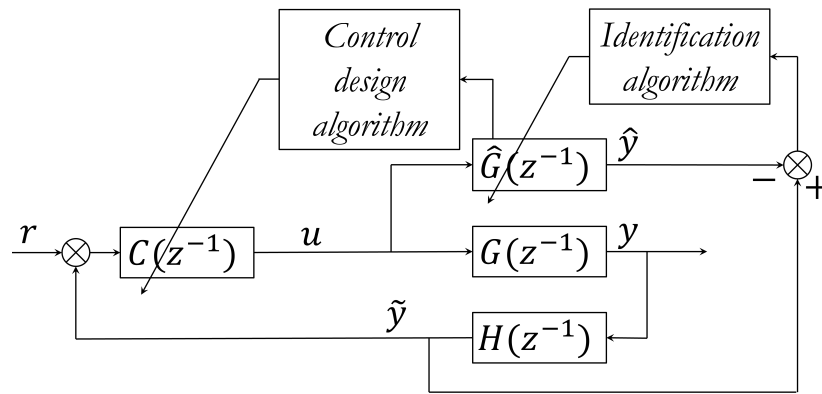 Control
design
algorithm
Identification
algorithm
Ĝ(z⁻¹)
ŷ
−
+
r
C(z⁻¹)
u
G(z⁻¹)
y
ỹ
H(z⁻¹)